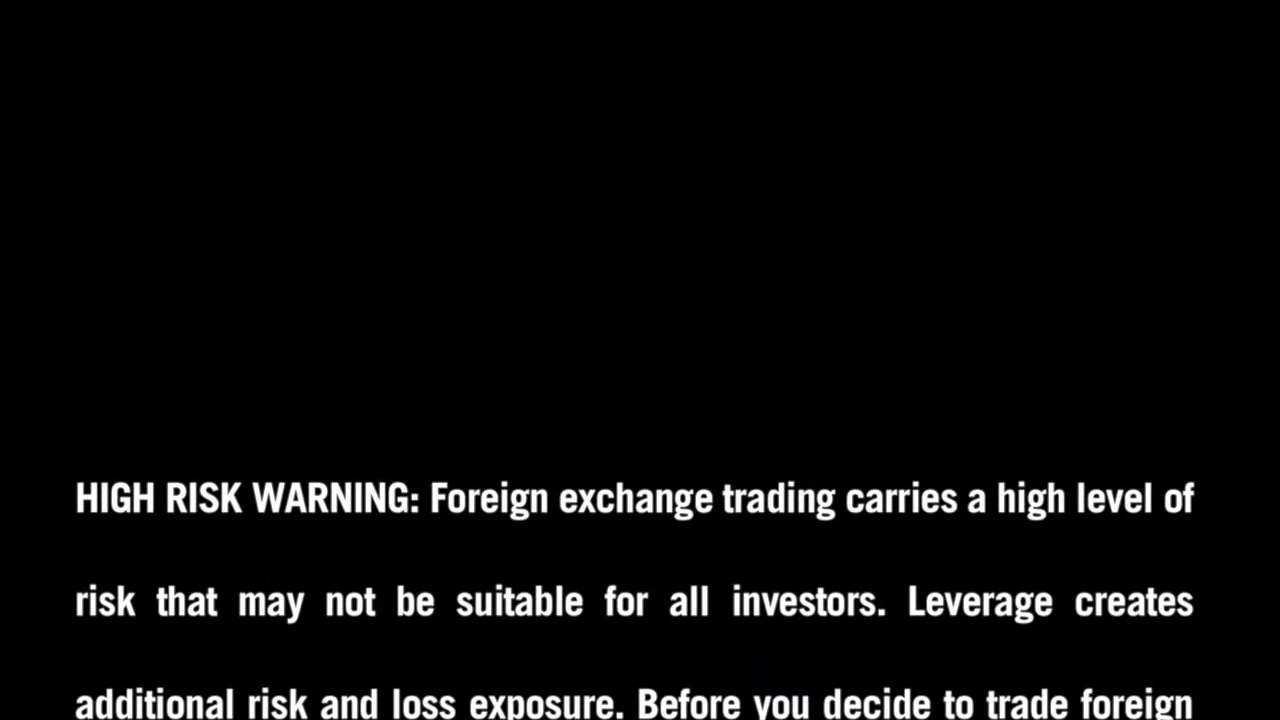 HIGH RISK WARNING: Foreign exchange trading carries a high level of
risk that may not be suitable for all investors. Leverage creates
additional risk and loss exposure. Before you decide to trade foreign